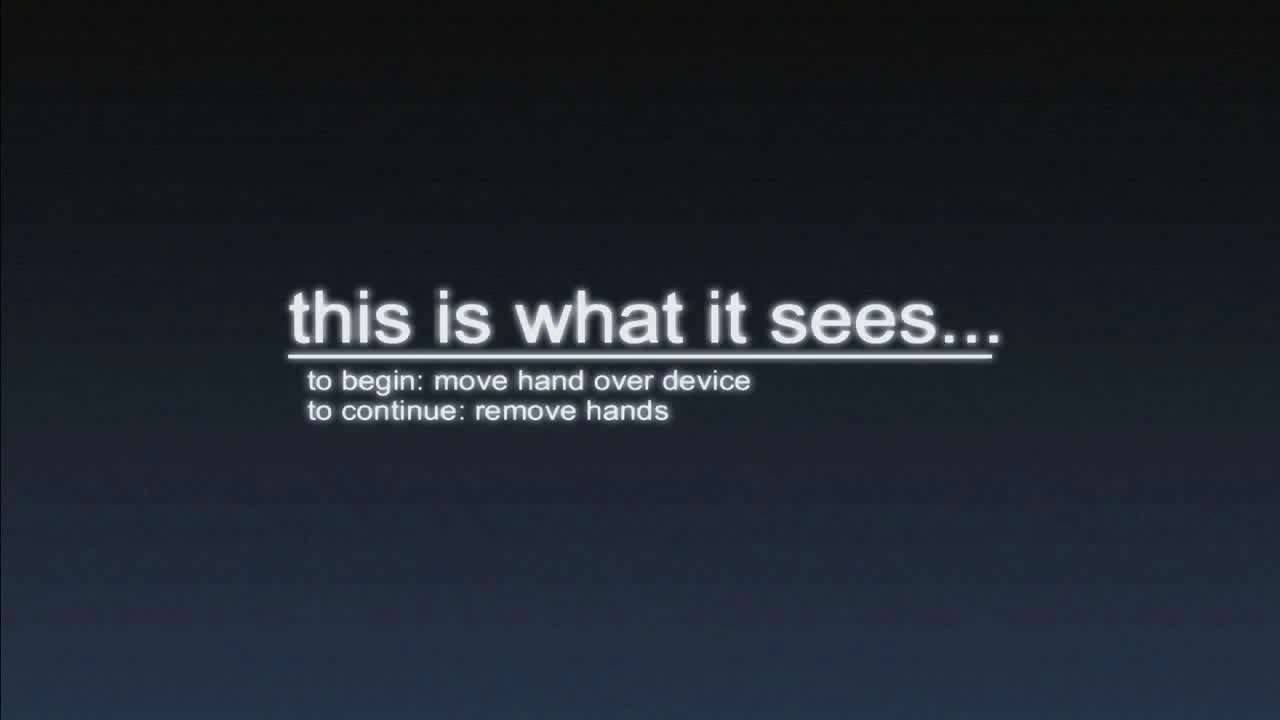 this is what it sees...
to begin: move hand over device
to continue: remove hands